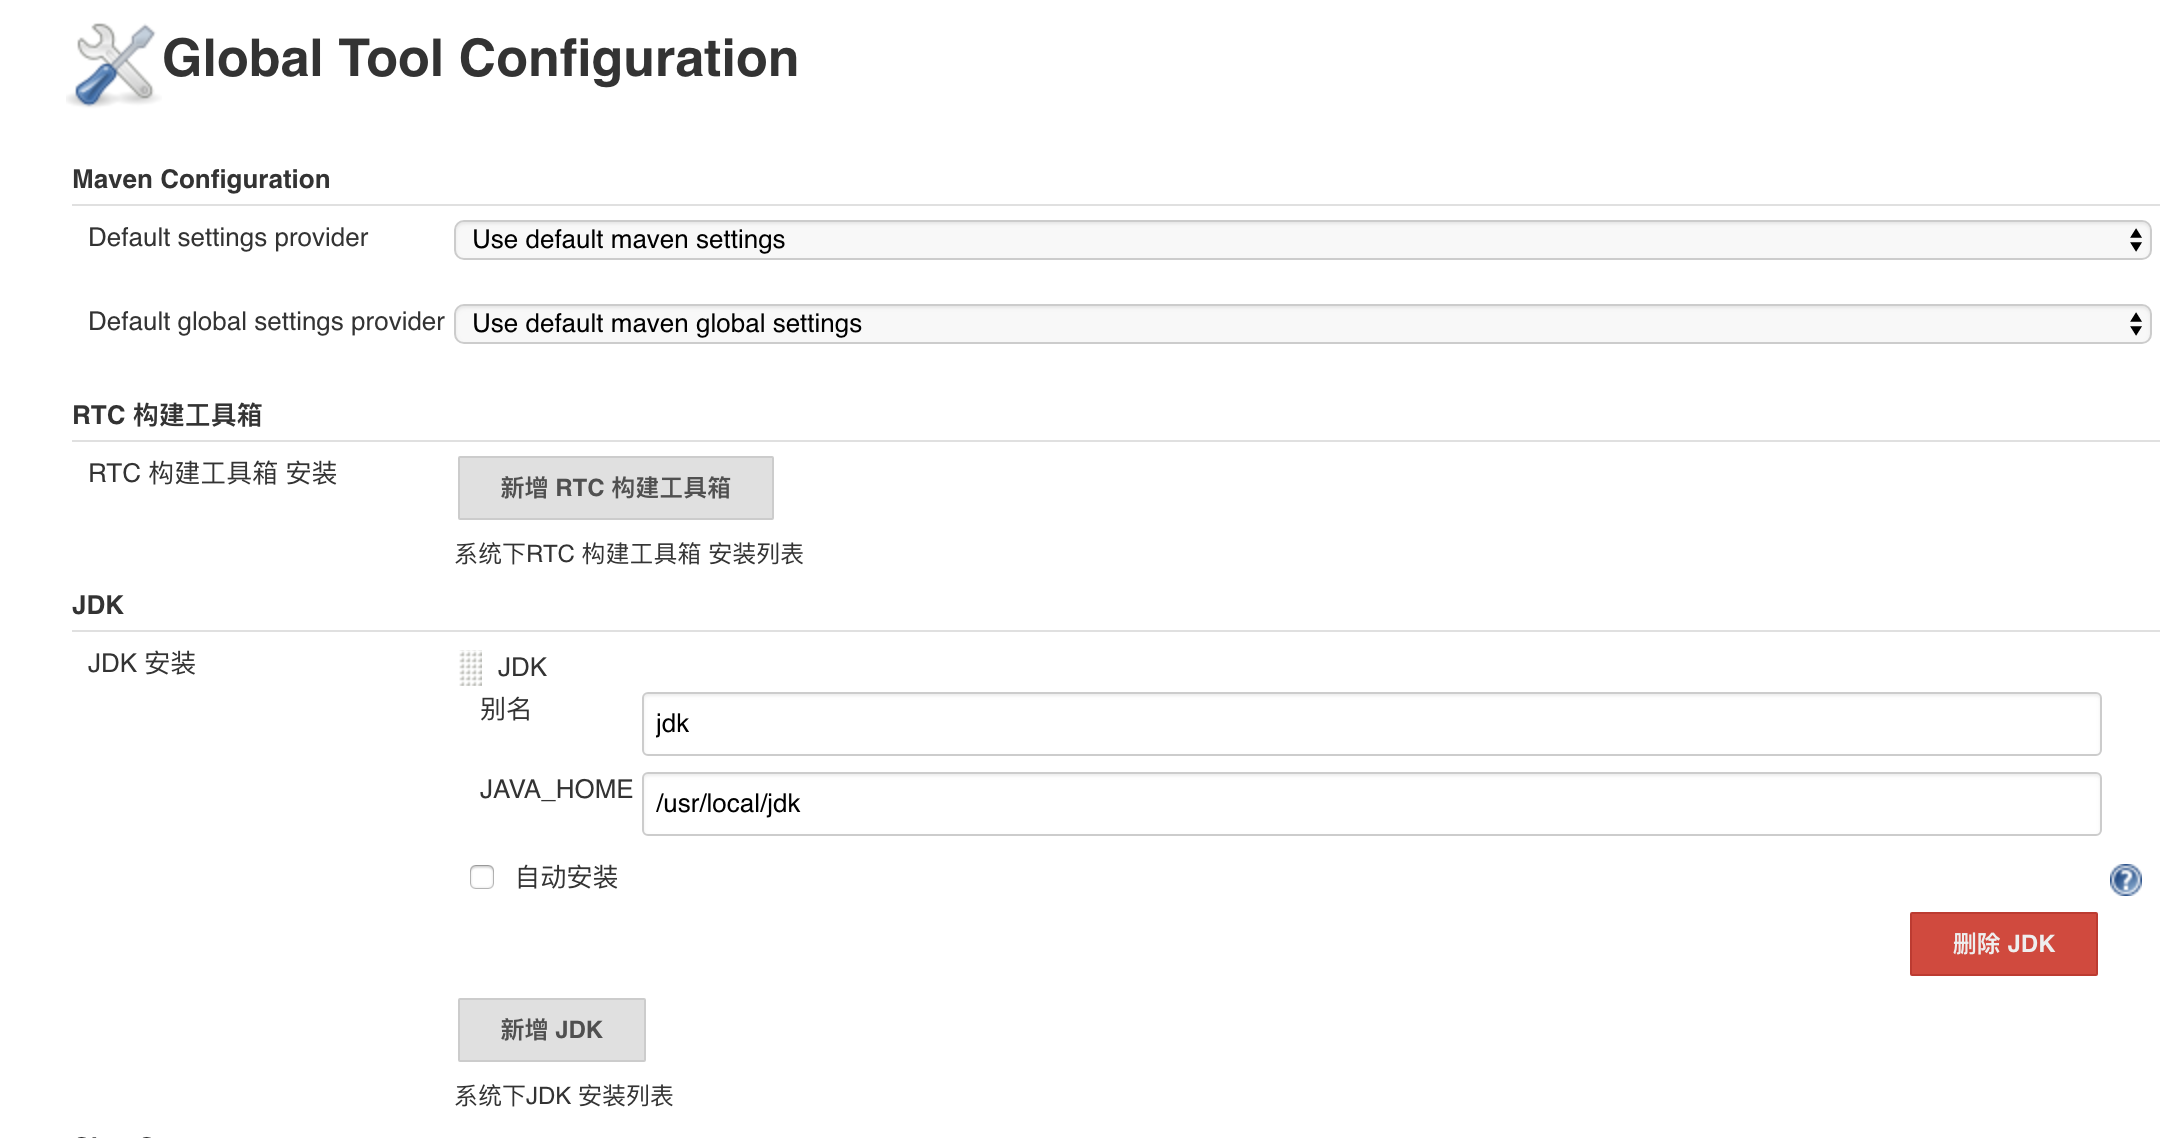 Global Tool Configuration
Maven Configuration
Default settings provider
Use default maven settings
Default global settings provider
Use default maven global settings
RTC 构建工具箱
RTC 构建工具箱 安装
新增 RTC 构建工具箱
系统下RTC 构建工具箱 安装列表
JDK
JDK 安装
JDK
别名
jdk
JAVA_HOME
/usr/local/jdk
自动安装
删除 JDK
新增 JDK
系统下JDK 安装列表